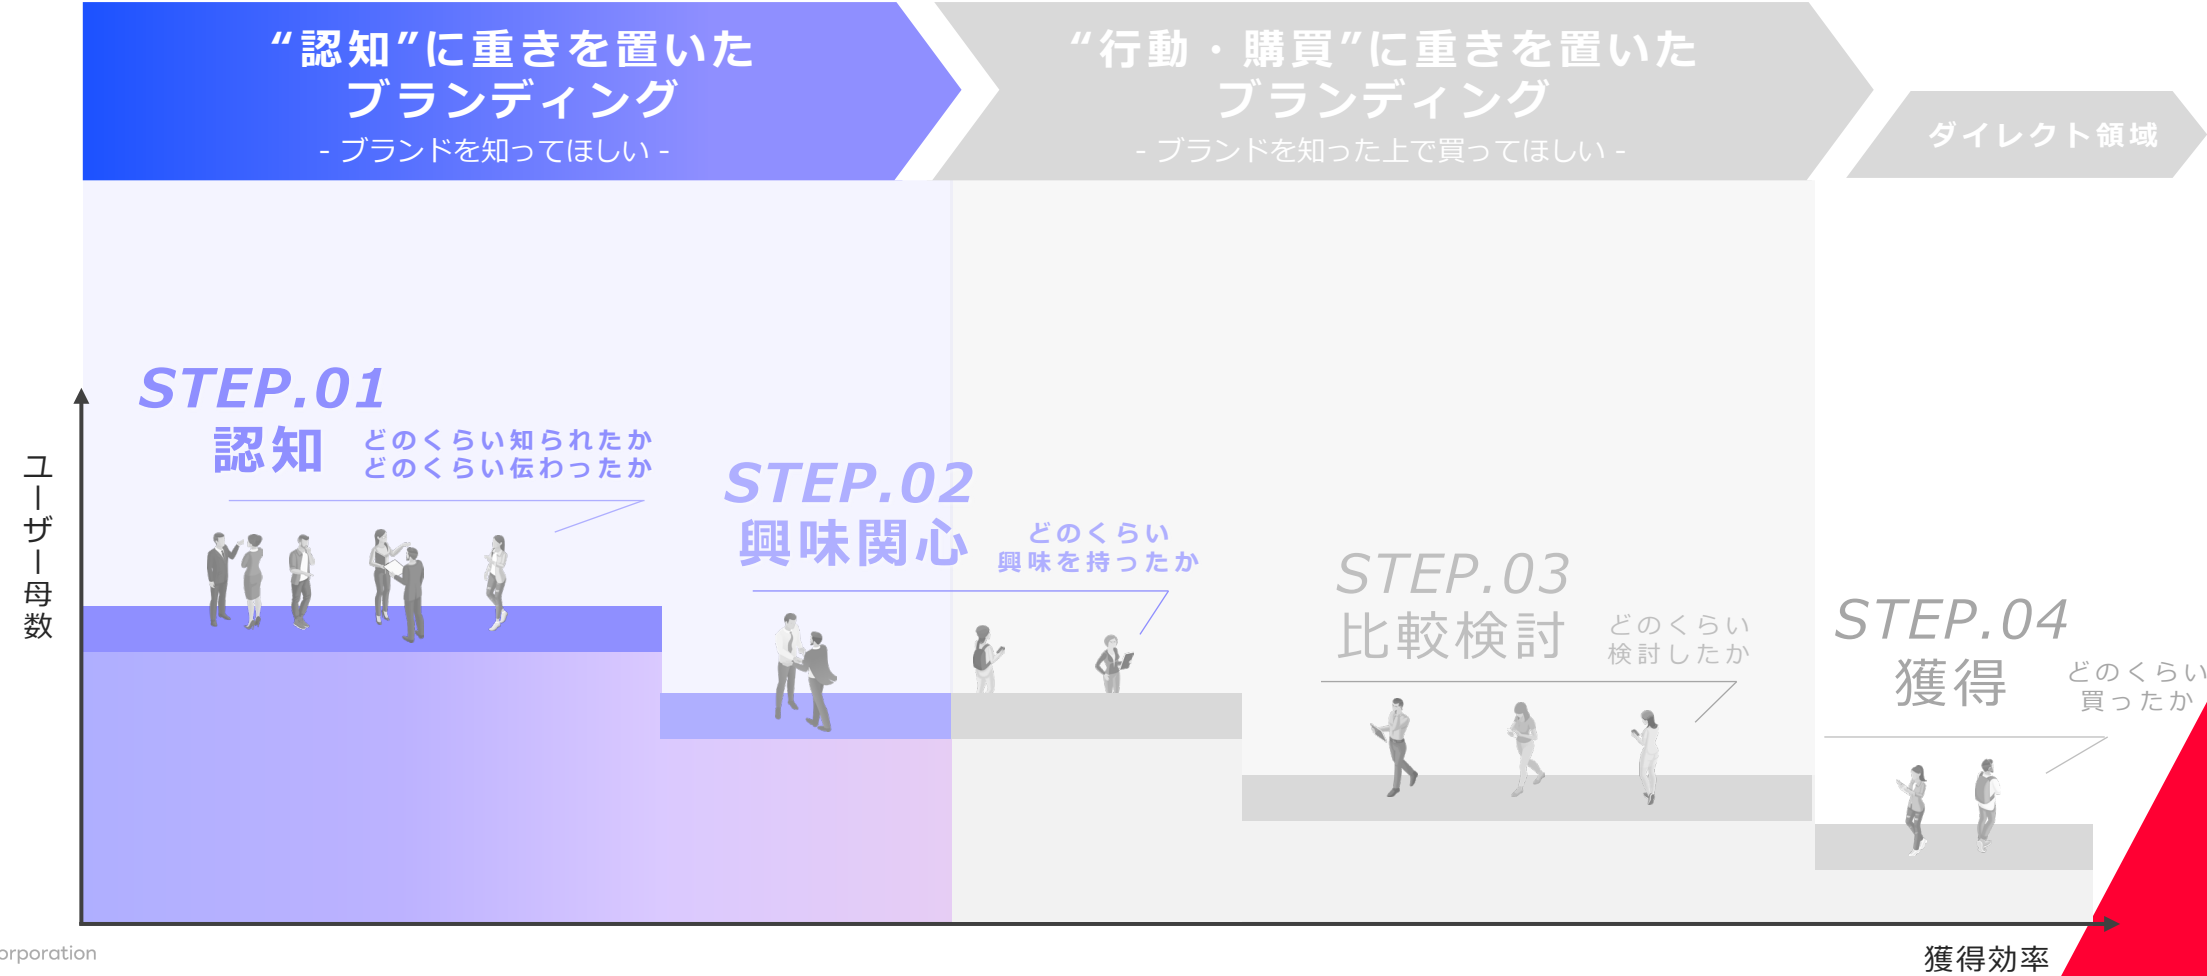 “認知”に重きを置いた
ブランディング
- ブランドを知ってほしい -
“行動・購買”に重きを置いた
ブランディング
- ブランドを知った上で買ってほしい -
ダイレクト領域
STEP.01
認知
どのくらい知られたか
どのくらい伝わったか
STEP.02
興味関心
どのくらい
興味を持ったか
STEP.03
比較検討
どのくらい
検討したか
STEP.04
獲得
どのくらい
買ったか
ユーザー母数
獲得効率
orporation